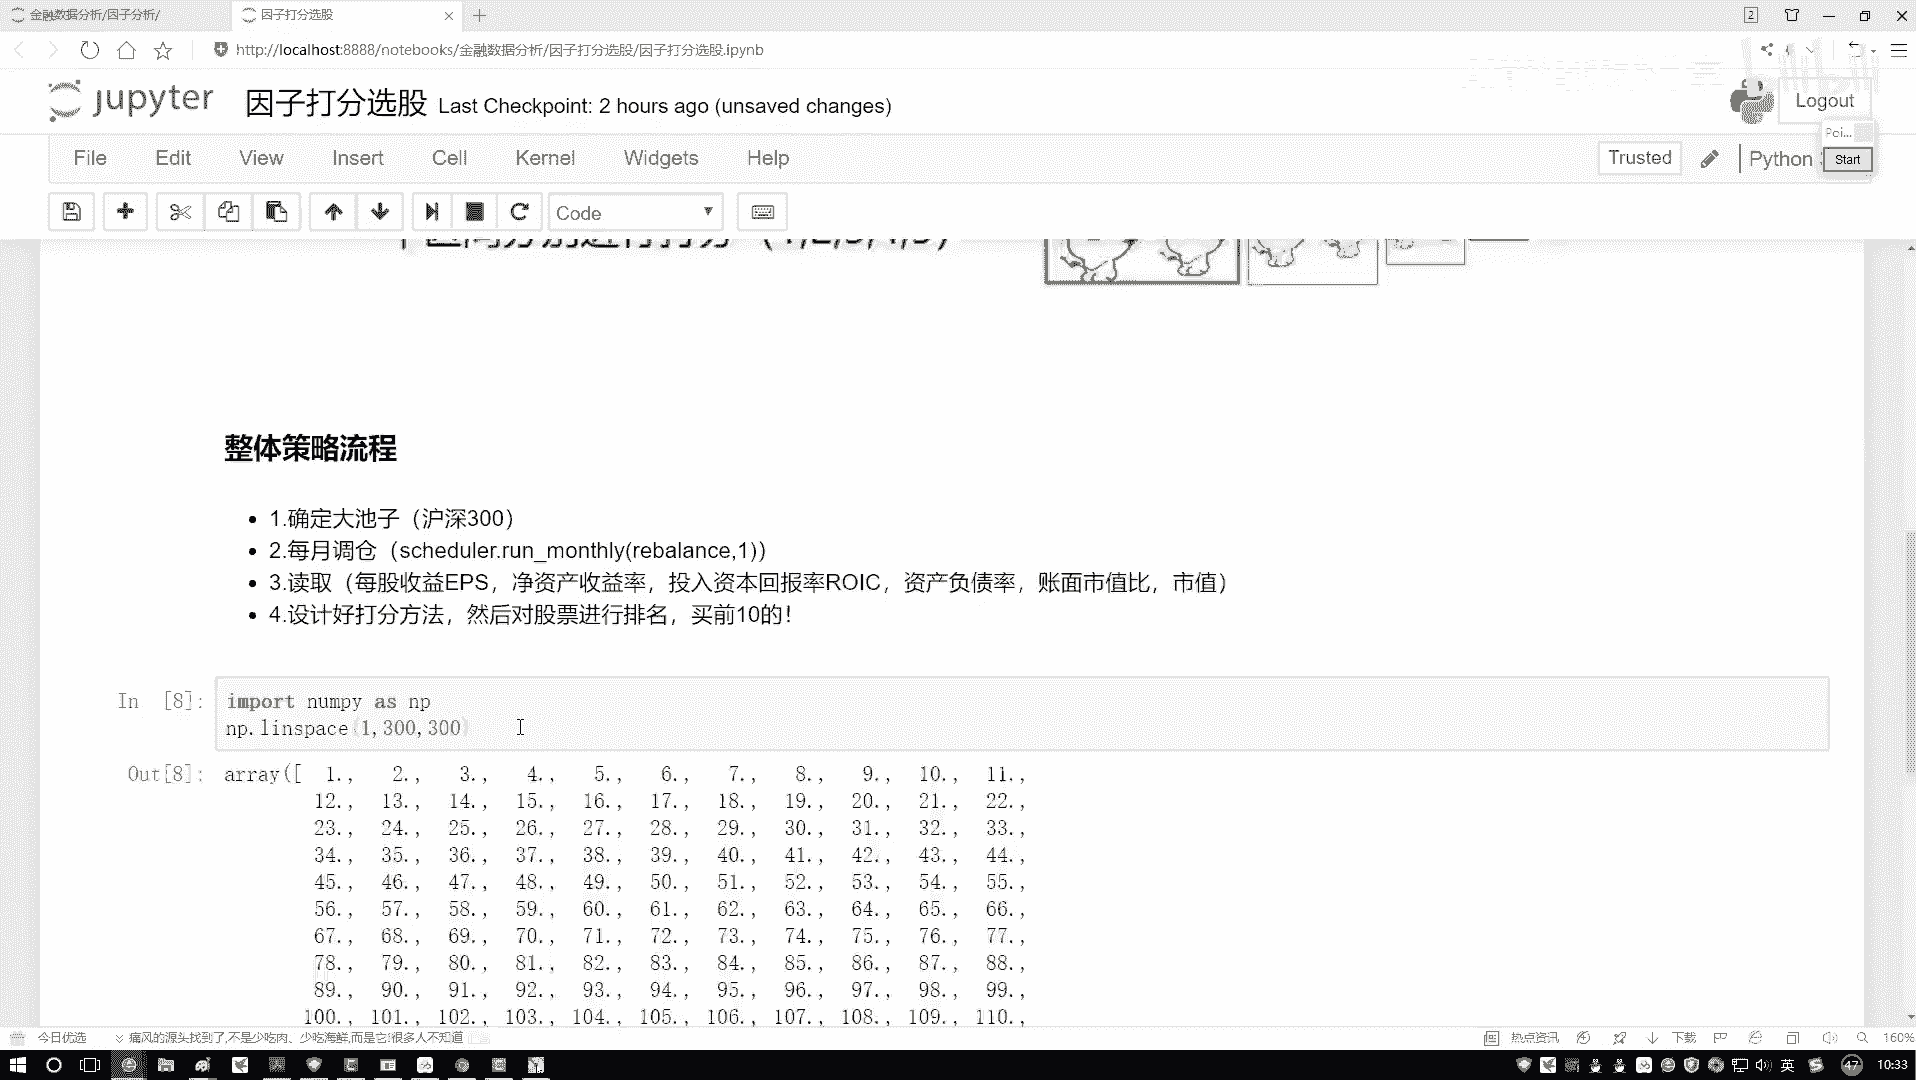 金融数据分析/因子分析/
因子打分选股
2
http://localhost:8888/notebooks/金融数据分析/因子打分选股/因子打分选股.ipynb
jupyter 因子打分选股 Last Checkpoint: 2 hours ago (unsaved changes)
Logout
Poi...
File Edit View Insert Cell Kernel Widgets Help
Trusted
Python
Start
Code
整体策略流程
1.确定大池子（沪深300）
2.每月调仓（scheduler.run_monthly(rebalance,1)）
3.读取（每股收益EPS，净资产收益率，投入资本回报率ROIC，资产负债率，账面市值比，市值）
4.设计好打分方法，然后对股票进行排名，买前10的！
In [8]: import numpy as np
np.linspace(1,300,300)
Out[8]: array([ 1., 2., 3., 4., 5., 6., 7., 8., 9., 10., 11.,
12., 13., 14., 15., 16., 17., 18., 19., 20., 21., 22.,
23., 24., 25., 26., 27., 28., 29., 30., 31., 32., 33.,
34., 35., 36., 37., 38., 39., 40., 41., 42., 43., 44.,
45., 46., 47., 48., 49., 50., 51., 52., 53., 54., 55.,
56., 57., 58., 59., 60., 61., 62., 63., 64., 65., 66.,
67., 68., 69., 70., 71., 72., 73., 74., 75., 76., 77.,
78., 79., 80., 81., 82., 83., 84., 85., 86., 87., 88.,
89., 90., 91., 92., 93., 94., 95., 96., 97., 98., 99.,
100., 101., 102., 103., 104., 105., 106., 107., 108., 109., 110.,
今日优选 痛风的源头找到了,不是少吃肉、少吃海鲜,而是它!很多人不知道
热点资讯 下载 160%
英 47 10:33